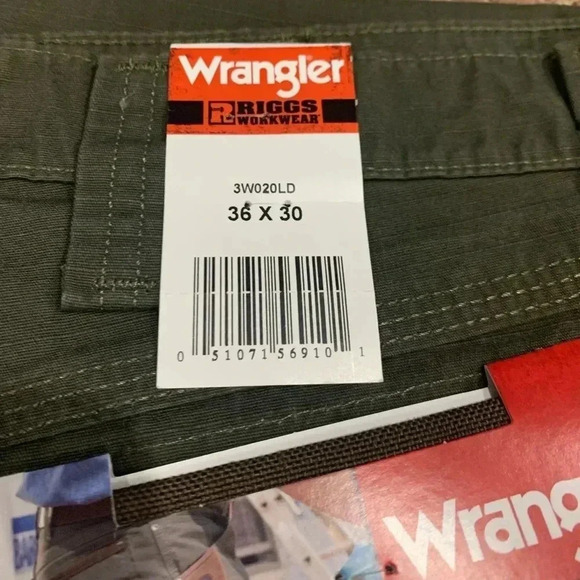 Wrangler
R RIGGS
WORKWEAR
3W020LD
36 X 30
0 51071 56910 1
Wrang